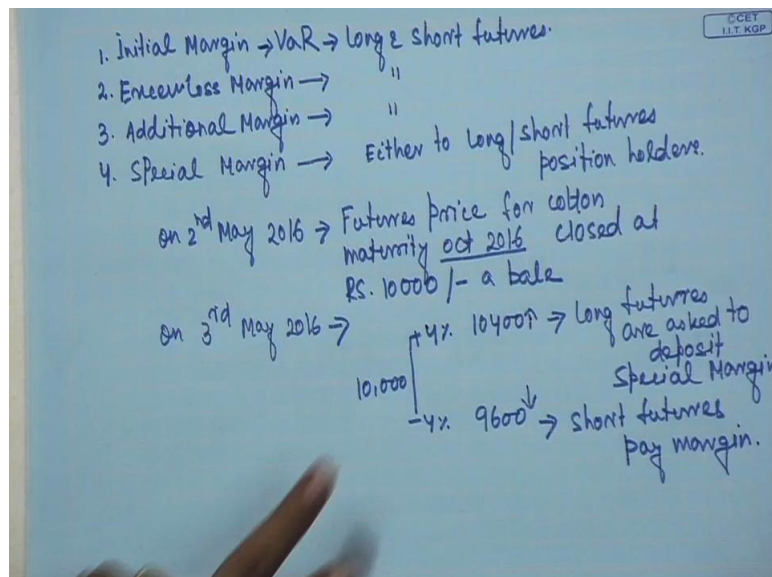 ©CET
I.I.T. KGP
1. Initial Margin → VaR → Long & Short futures.
2. Excess loss Margin → "
3. Additional Margin → "
4. Special Margin → Either to Long/short futures
position holders.
on 2nd May 2016 → Futures price for cotton
maturity oct 2016 closed at
RS. 10000/- a bale
on 3rd May 2016 →
+4% 10400↑ → Long futures
are asked to
deposit
Special Margin
10,000
-4% 9600↓ → Short futures
pay margin.